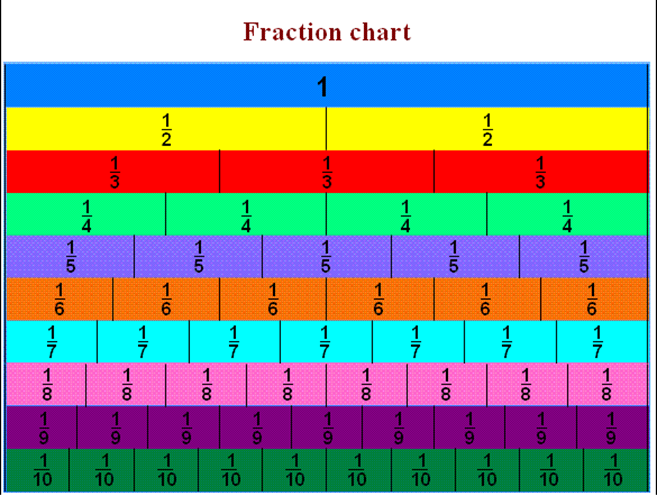 Fraction chart
1
1/2 1/2
1/3 1/3 1/3
1/4 1/4 1/4 1/4
1/5 1/5 1/5 1/5 1/5
1/6 1/6 1/6 1/6 1/6 1/6
1/7 1/7 1/7 1/7 1/7 1/7 1/7
1/8 1/8 1/8 1/8 1/8 1/8 1/8 1/8
1/9 1/9 1/9 1/9 1/9 1/9 1/9 1/9 1/9
1/10 1/10 1/10 1/10 1/10 1/10 1/10 1/10 1/10 1/10